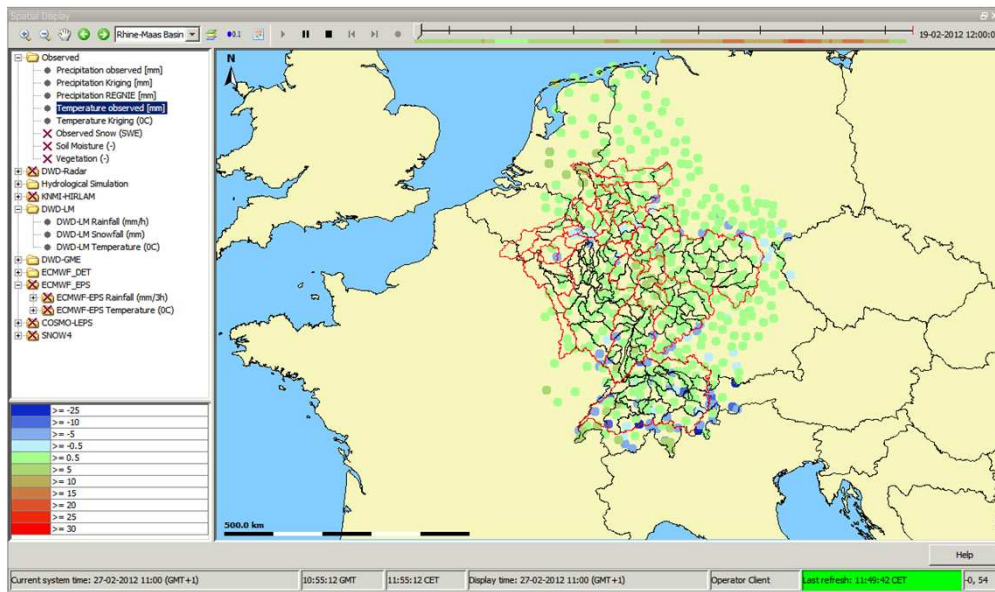 Spatial Display
Rhine-Maas Basin
0.1
19-02-2012 12:00:0
Observed
Precipitation observed [mm]
Precipitation Kriging [mm]
Precipitation REGNIE [mm]
Temperature observed [mm]
Temperature Kriging (0C)
Observed Snow (SWE)
Soil Moisture (-)
Vegetation (-)
DWD-Radar
Hydrological Simulation
KNMI-HIRLAM
DWD-LM
DWD-LM Rainfall (mm/h)
DWD-LM Snowfall (mm)
DWD-LM Temperature (0C)
DWD-GME
ECMWF_DET
ECMWF_EPS
ECMWF-EPS Rainfall (mm/3h)
ECMWF-EPS Temperature (0C)
COSMO-LEPS
SNOW4
>= -25
>= -10
>= -5
>= -0.5
>= 0.5
>= 5
>= 10
>= 15
>= 20
>= 25
>= 30
N
500.0 km
Help
Current system time: 27-02-2012 11:00 (GMT+1) 10:55:12 GMT 11:55:12 CET Display time: 27-02-2012 11:00 (GMT+1) Operator Client Last refresh: 11:49:42 CET -0, 54